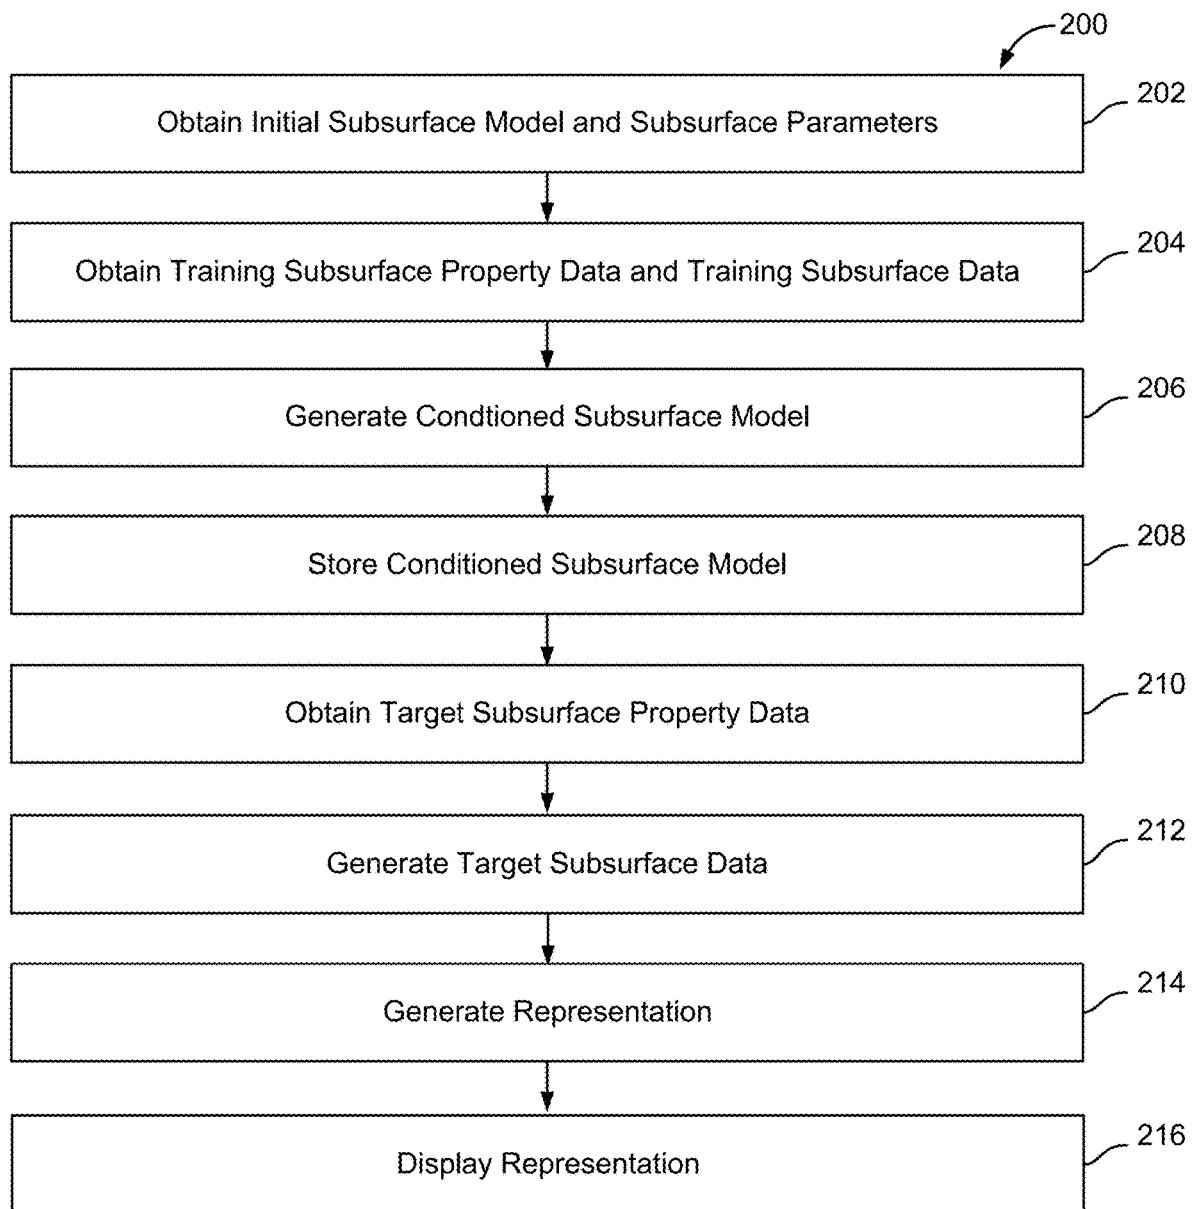 200
Obtain Initial Subsurface Model and Subsurface Parameters
202
Obtain Training Subsurface Property Data and Training Subsurface Data
204
Generate Condtioned Subsurface Model
206
Store Conditioned Subsurface Model
208
Obtain Target Subsurface Property Data
210
Generate Target Subsurface Data
212
Generate Representation
214
Display Representation
216